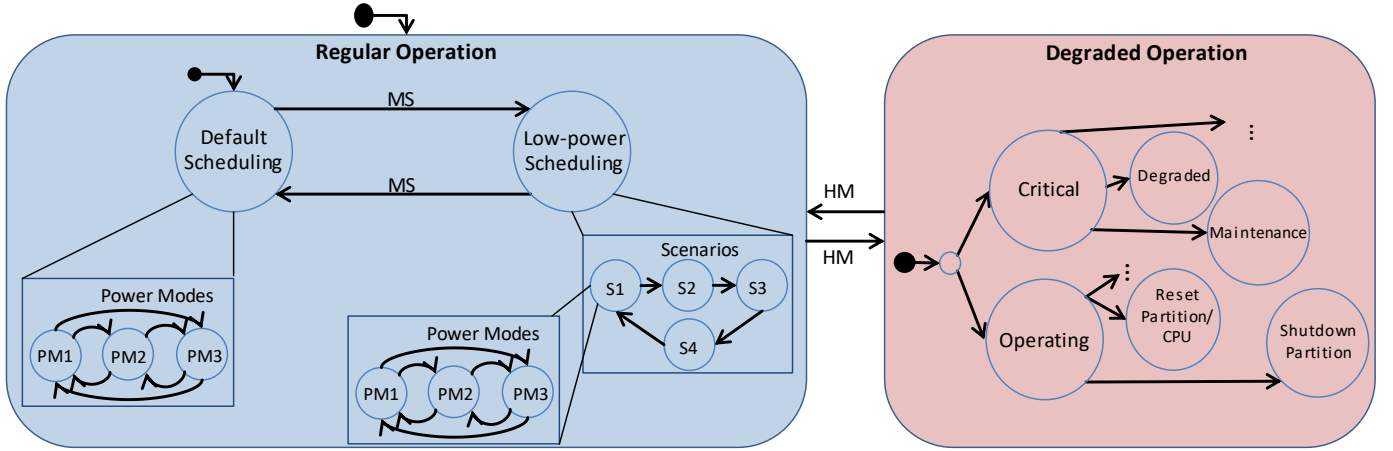 Regular Operation
MS
Default
Scheduling
Low-power
Scheduling
MS
Scenarios
S1
S2
S3
S4
Power Modes
PM1
PM2
PM3
Power Modes
PM1
PM2
PM3
HM
HM
Degraded Operation
...
Critical
Degraded
Maintenance
...
Operating
Reset
Partition/
CPU
Shutdown
Partition